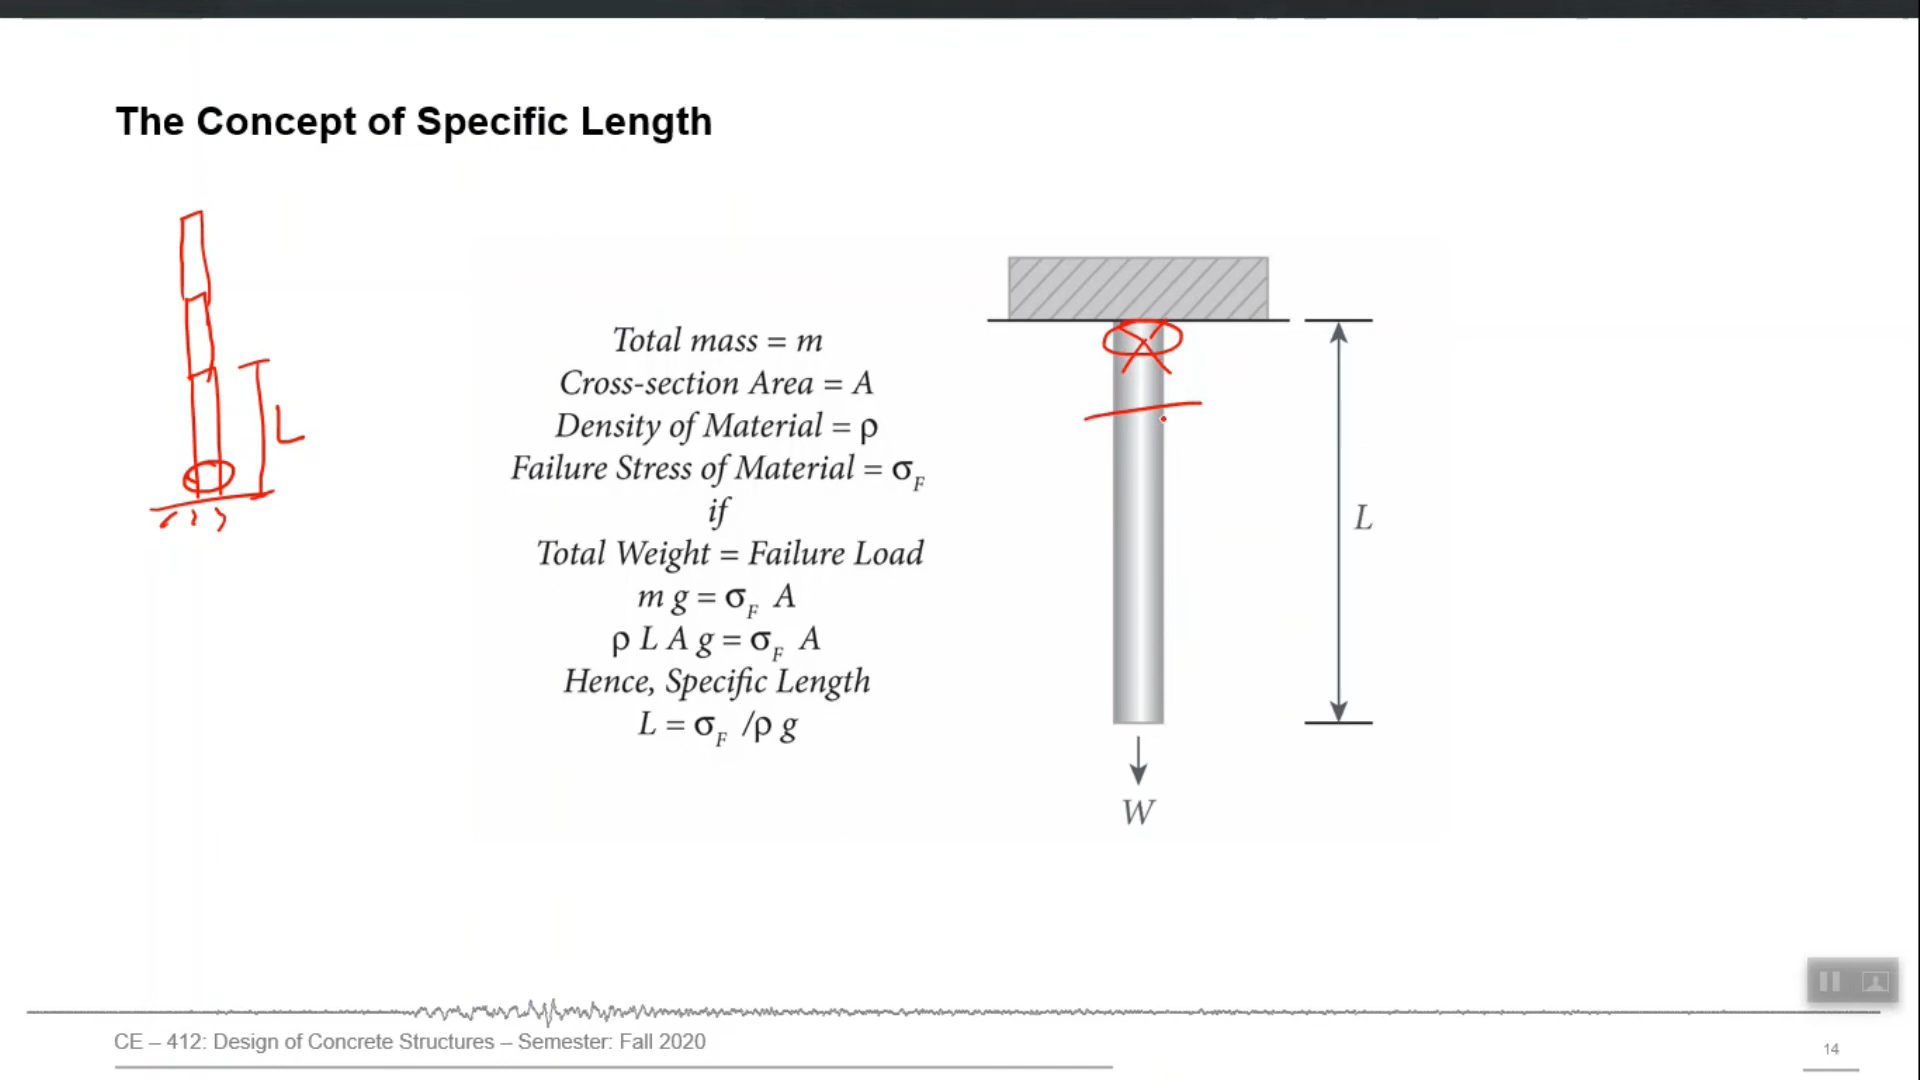 The Concept of Specific Length
L
Total mass = m
Cross-section Area = A
Density of Material = ρ
Failure Stress of Material = σF
if
Total Weight = Failure Load
m g = σF A
ρ L A g = σF A
Hence, Specific Length
L = σF /ρ g
L
W
CE – 412: Design of Concrete Structures – Semester: Fall 2020
14